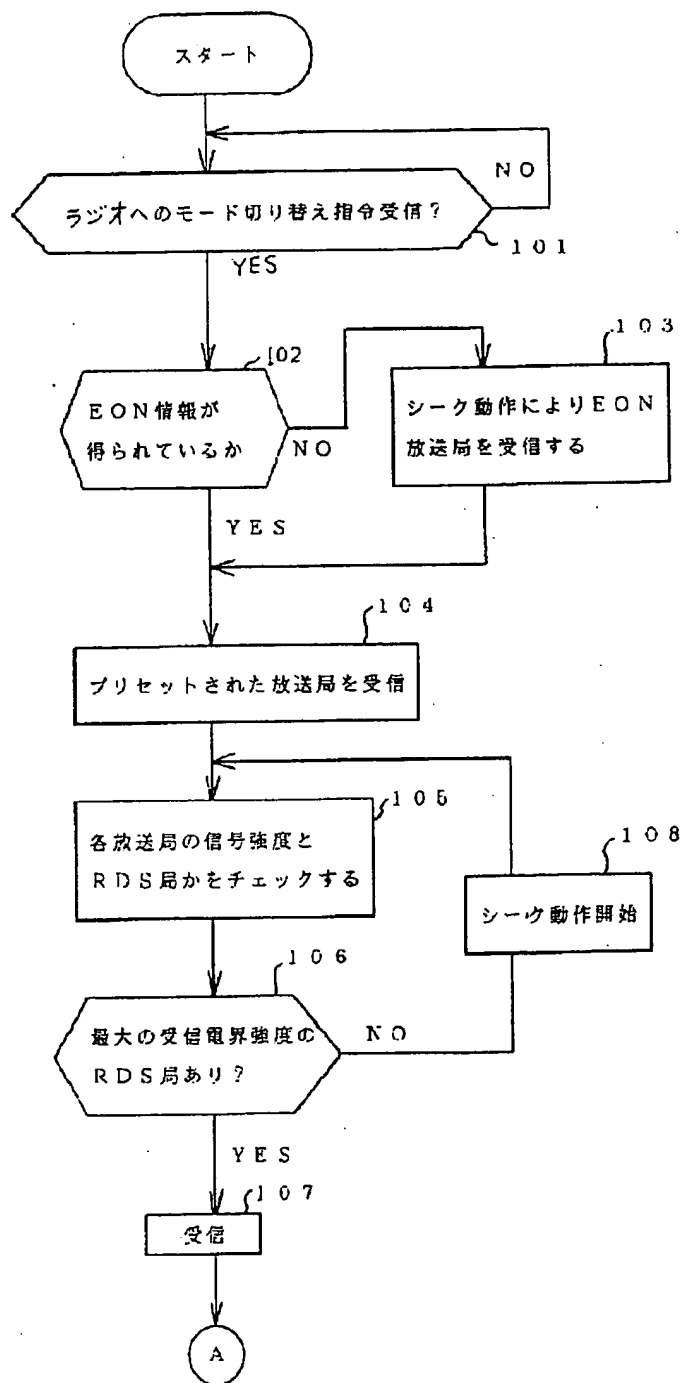 スタート
NO
ラジオへのモード切り替え指令受信?
101
YES
102
103
EON情報が
得られているか
NO
シーク動作によりEON
放送局を受信する
YES
104
プリセットされた放送局を受信
105
各放送局の信号強度と
RDS局かをチェックする
108
シーク動作開始
106
最大の受信電界強度の
RDS局あり?
NO
YES
107
受信
A